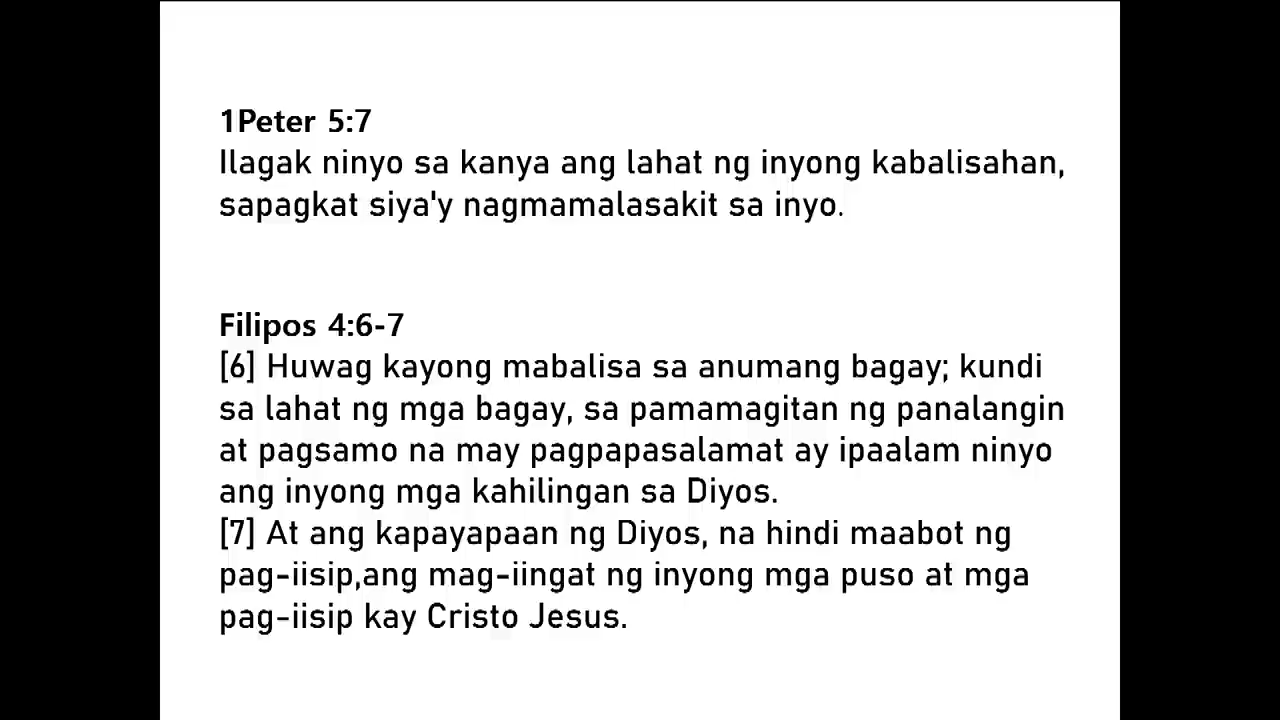 1Peter 5:7
Ilagak ninyo sa kanya ang lahat ng inyong kabalisahan,
sapagkat siya'y nagmamalasakit sa inyo.
Filipos 4:6-7
[6] Huwag kayong mabalisa sa anumang bagay; kundi
sa lahat ng mga bagay, sa pamamagitan ng panalangin
at pagsamo na may pagpapasalamat ay ipaalam ninyo
ang inyong mga kahilingan sa Diyos.
[7] At ang kapayapaan ng Diyos, na hindi maabot ng
pag-iisip,ang mag-iingat ng inyong mga puso at mga
pag-iisip kay Cristo Jesus.